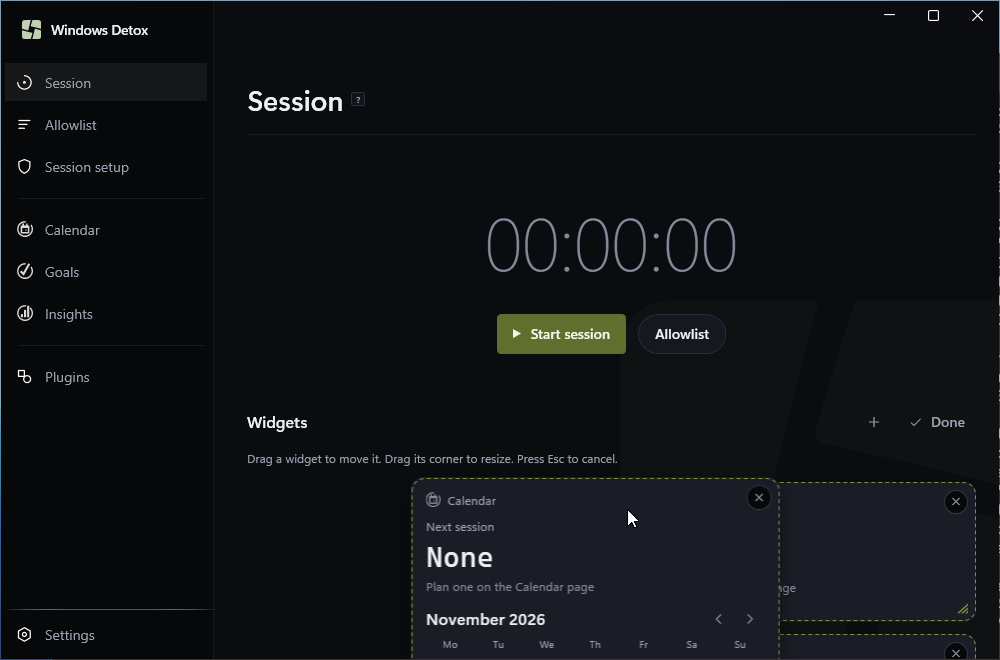 Windows Detox
Session
Allowlist
Session setup
Calendar
Goals
Insights
Plugins
Settings
Session ?
00:00:00
Start session
Allowlist
Widgets
Done
Drag a widget to move it. Drag its corner to resize. Press Esc to cancel.
Calendar
Next session
None
Plan one on the Calendar page
November 2026
Mo Tu We Th Fr Sa Su